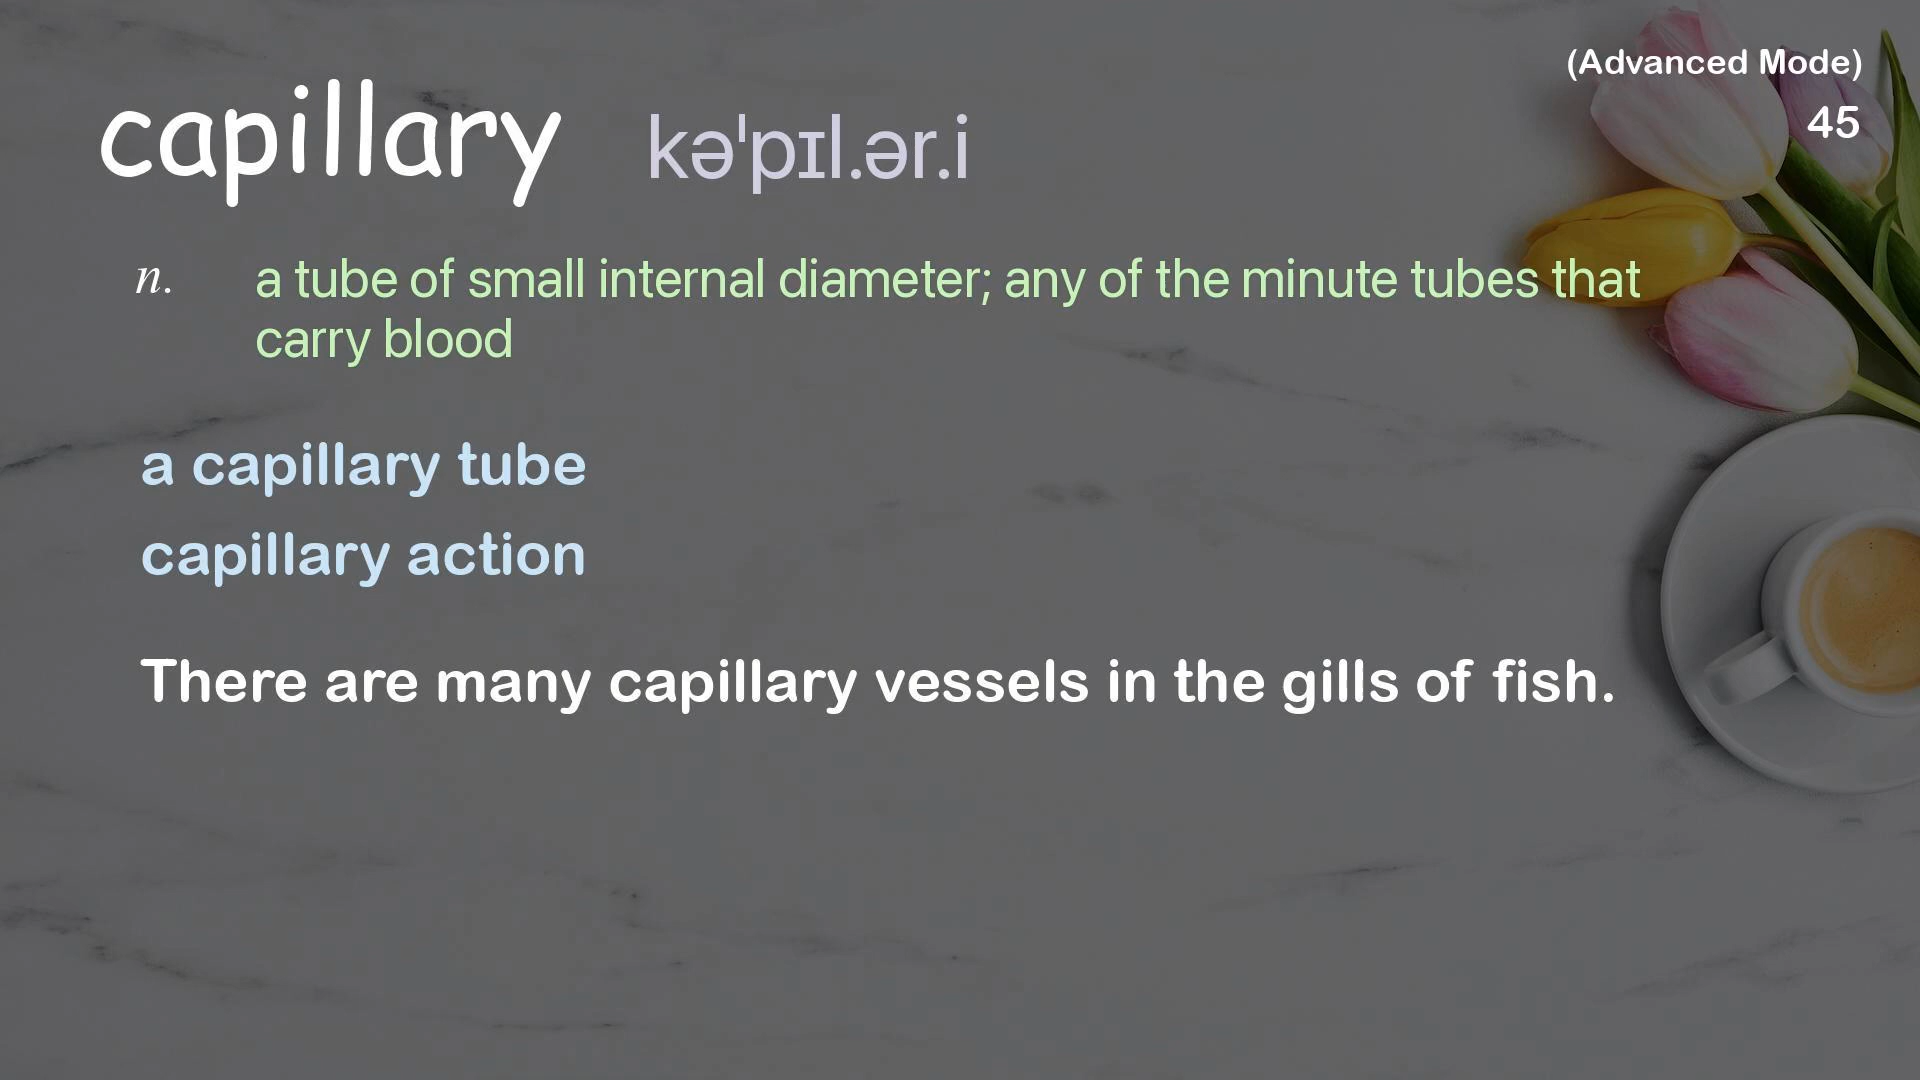 (Advanced Mode)
45
capillary kəˈpɪl.ər.i
n. a tube of small internal diameter; any of the minute tubes that
carry blood
a capillary tube
capillary action
There are many capillary vessels in the gills of fish.